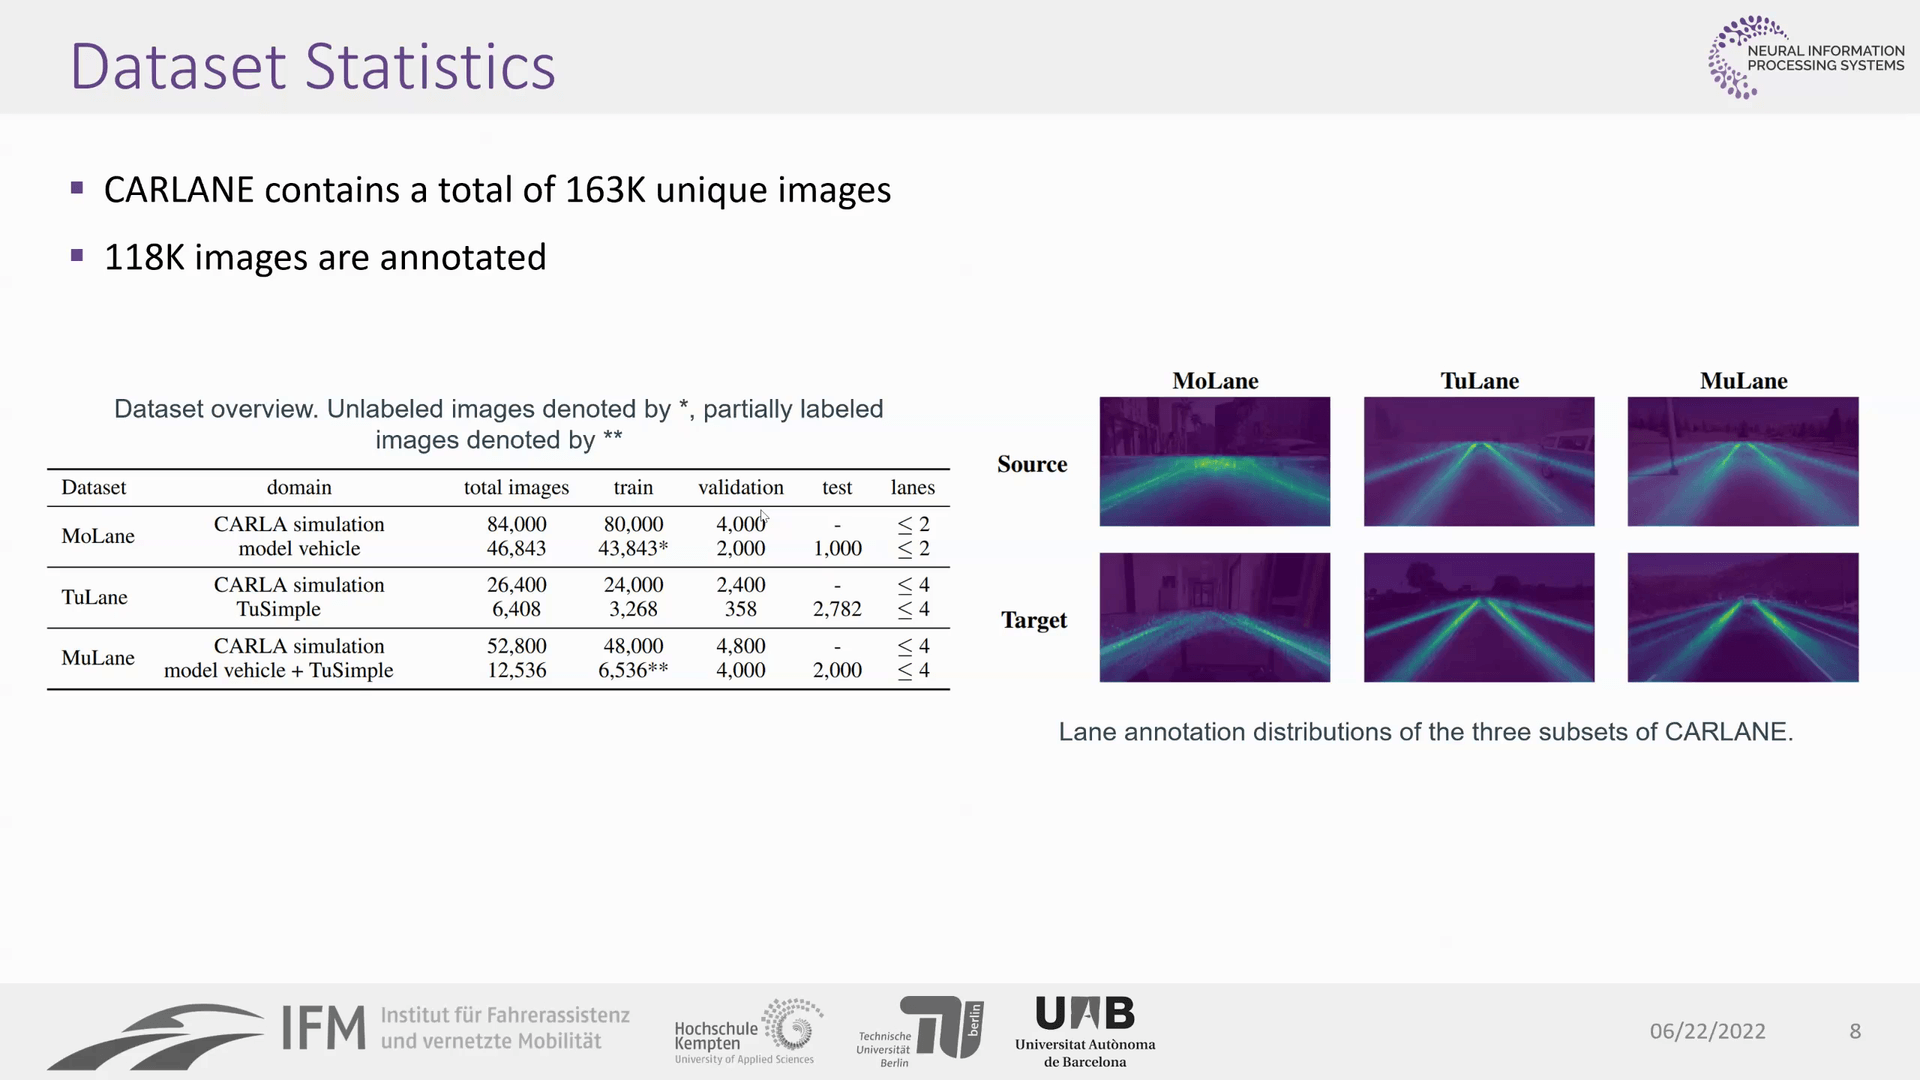 Dataset Statistics
NEURAL INFORMATION
PROCESSING SYSTEMS
▪ CARLANE contains a total of 163K unique images
▪ 118K images are annotated
Dataset overview. Unlabeled images denoted by *, partially labeled
images denoted by **
Dataset domain total images train validation test lanes
MoLane CARLA simulation 84,000 80,000 4,000 - ≤ 2
model vehicle 46,843 43,843* 2,000 1,000 ≤ 2
TuLane CARLA simulation 26,400 24,000 2,400 - ≤ 4
TuSimple 6,408 3,268 358 2,782 ≤ 4
MuLane CARLA simulation 52,800 48,000 4,800 - ≤ 4
model vehicle + TuSimple 12,536 6,536** 4,000 2,000 ≤ 4
MoLane TuLane MuLane
Source
Target
Lane annotation distributions of the three subsets of CARLANE.
IFM Institut für Fahrerassistenz
und vernetzte Mobilität
Hochschule
Kempten
University of Applied Sciences
Technische
Universität
Berlin
berlin
UAB
Universitat Autònoma
de Barcelona
06/22/2022
8